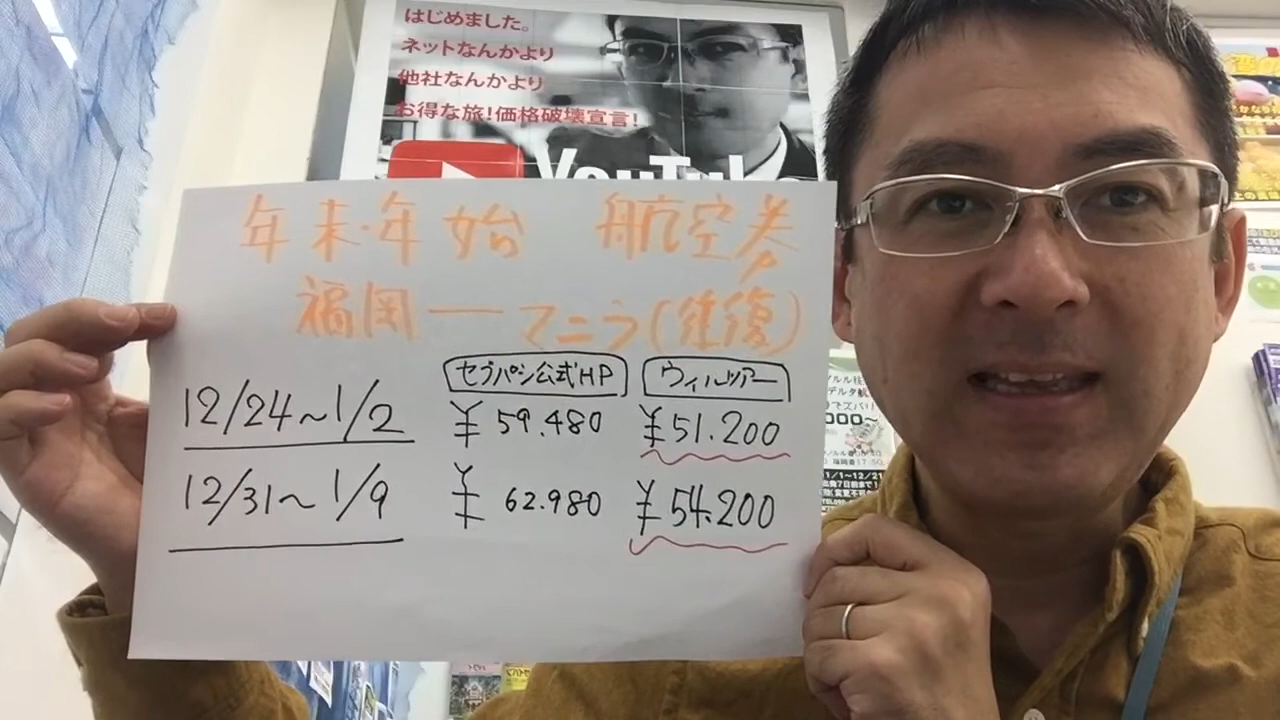 はじめました。
ネットなんかより
他社なんかより
お得な旅!価格破壊宣言!
YouTube
年末・年始 航空券
福岡ーマニラ(往復)
セブパシ公式HP ウィルツアー
12/24~1/2 ¥59.480 ¥51.200
12/31~1/9 ¥62.980 ¥54.200